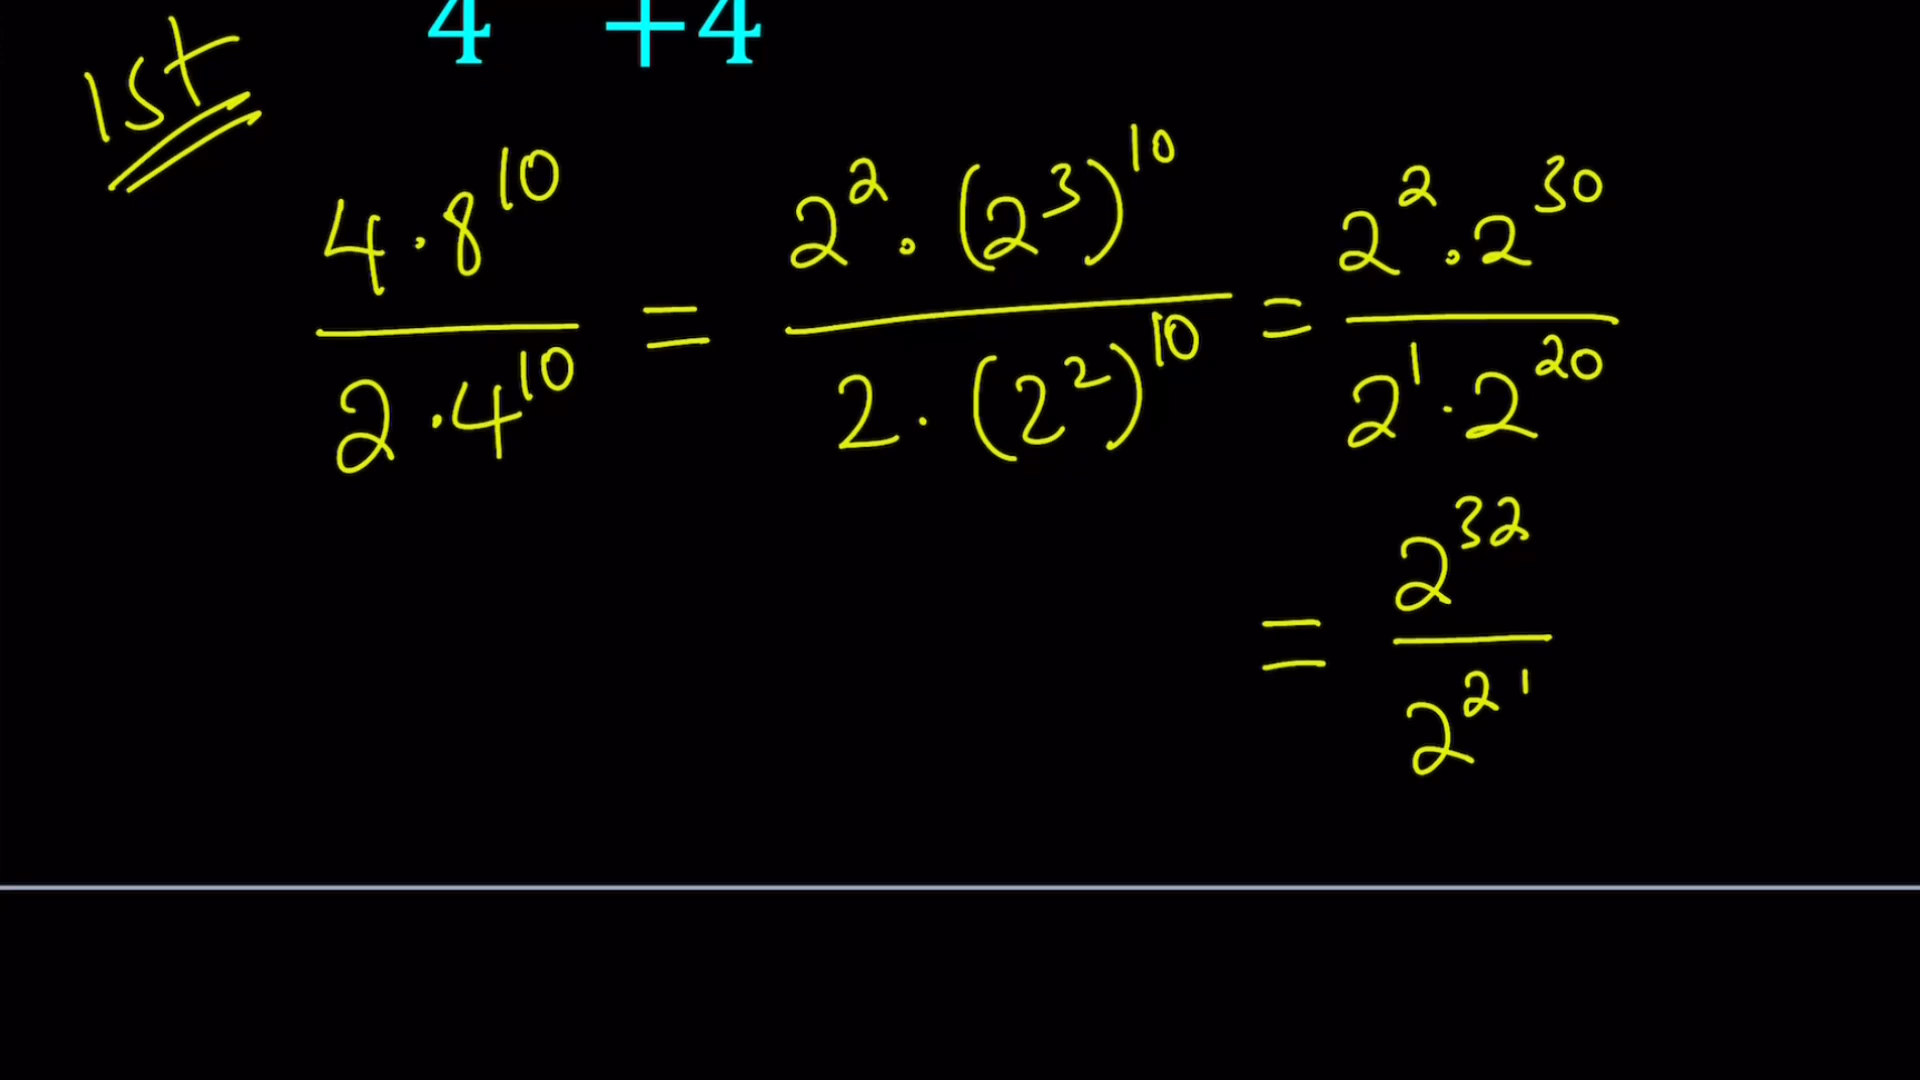 4 +4
1st
4·8^10 / 2·4^10 = 2^2·(2^3)^10 / 2·(2^2)^10 = 2^2·2^30 / 2^1·2^20
= 2^32 / 2^21